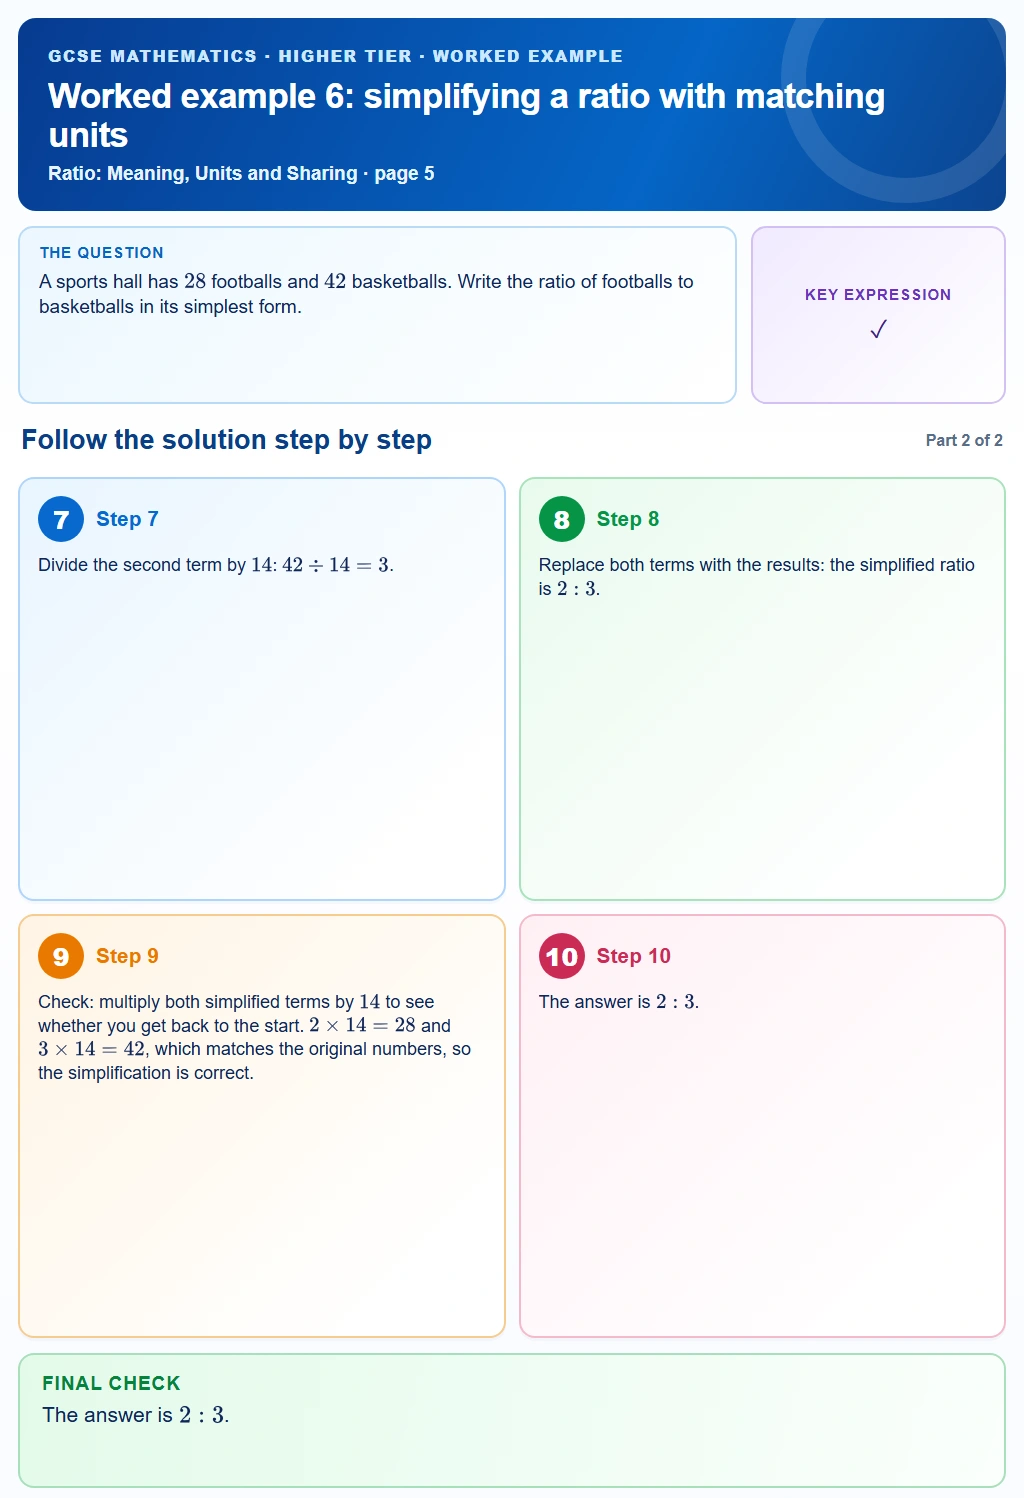 GCSE MATHEMATICS · HIGHER TIER · WORKED EXAMPLE
Worked example 6: simplifying a ratio with matching
units
Ratio: Meaning, Units and Sharing · page 5
THE QUESTION
A sports hall has 28 footballs and 42 basketballs. Write the ratio of footballs to
basketballs in its simplest form.
KEY EXPRESSION
✓
Follow the solution step by step
Part 2 of 2
7 Step 7
Divide the second term by 14: 42 ÷ 14 = 3.
8 Step 8
Replace both terms with the results: the simplified ratio
is 2 : 3.
9 Step 9
Check: multiply both simplified terms by 14 to see
whether you get back to the start. 2 × 14 = 28 and
3 × 14 = 42, which matches the original numbers, so
the simplification is correct.
10 Step 10
The answer is 2 : 3.
FINAL CHECK
The answer is 2 : 3.